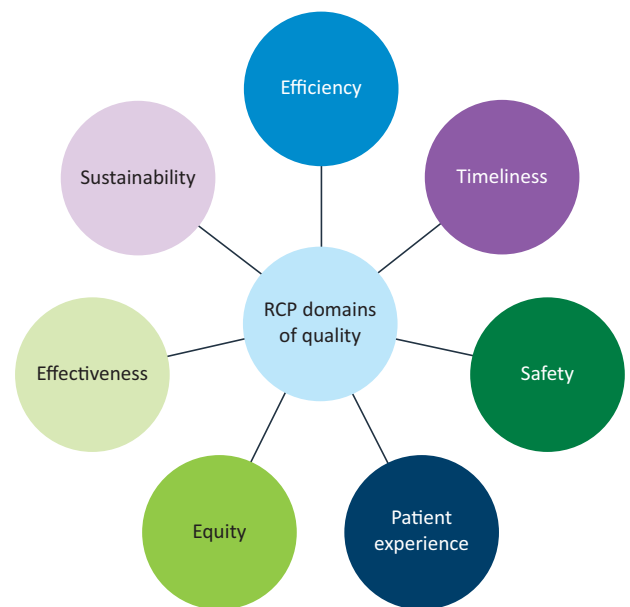 Efficiency
Timeliness
Sustainability
RCP domains
of quality
Effectiveness
Safety
Equity
Patient
experience